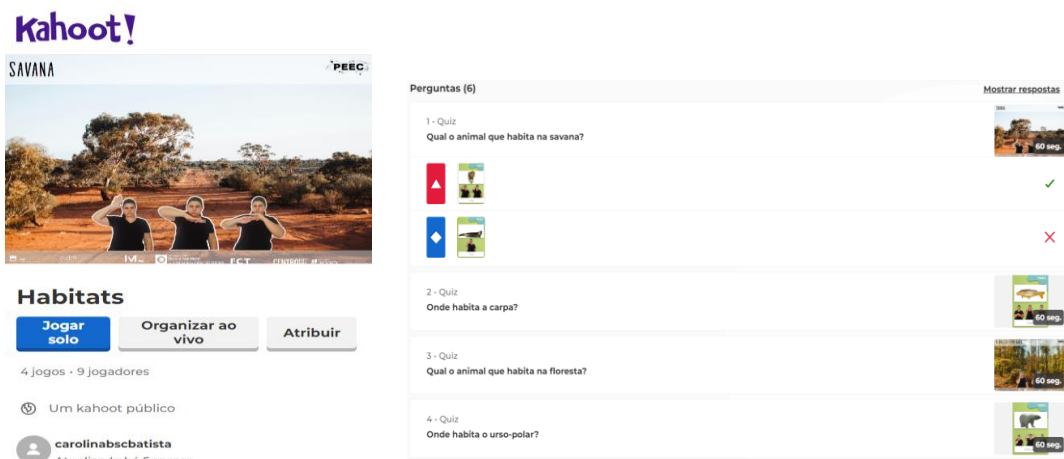 Kahoot!
SAVANA
PEEC
Habitats
Jogar solo
Organizar ao vivo
Atribuir
4 jogos • 9 jogadores
Um kahoot público
carolinabscbatista
Perguntas (6)
Mostrar respostas
1 - Quiz
Qual o animal que habita na savana?
60 seg.
2 - Quiz
Onde habita a carpa?
60 seg.
3 - Quiz
Qual o animal que habita na floresta?
60 seg.
4 - Quiz
Onde habita o urso-polar?
60 seg.